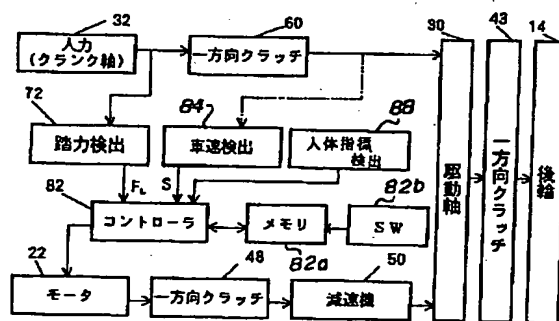 32
60
90
43
14
人力
(クランク軸)
一方向クラッチ
72
84
88
踏力検出
車速検出
人体指標
検出
駆動軸
一方向クラッチ
後輪
F_L
S
82
82b
コントローラ
メモリ
SW
82a
22
48
50
モータ
一方向クラッチ
減速機